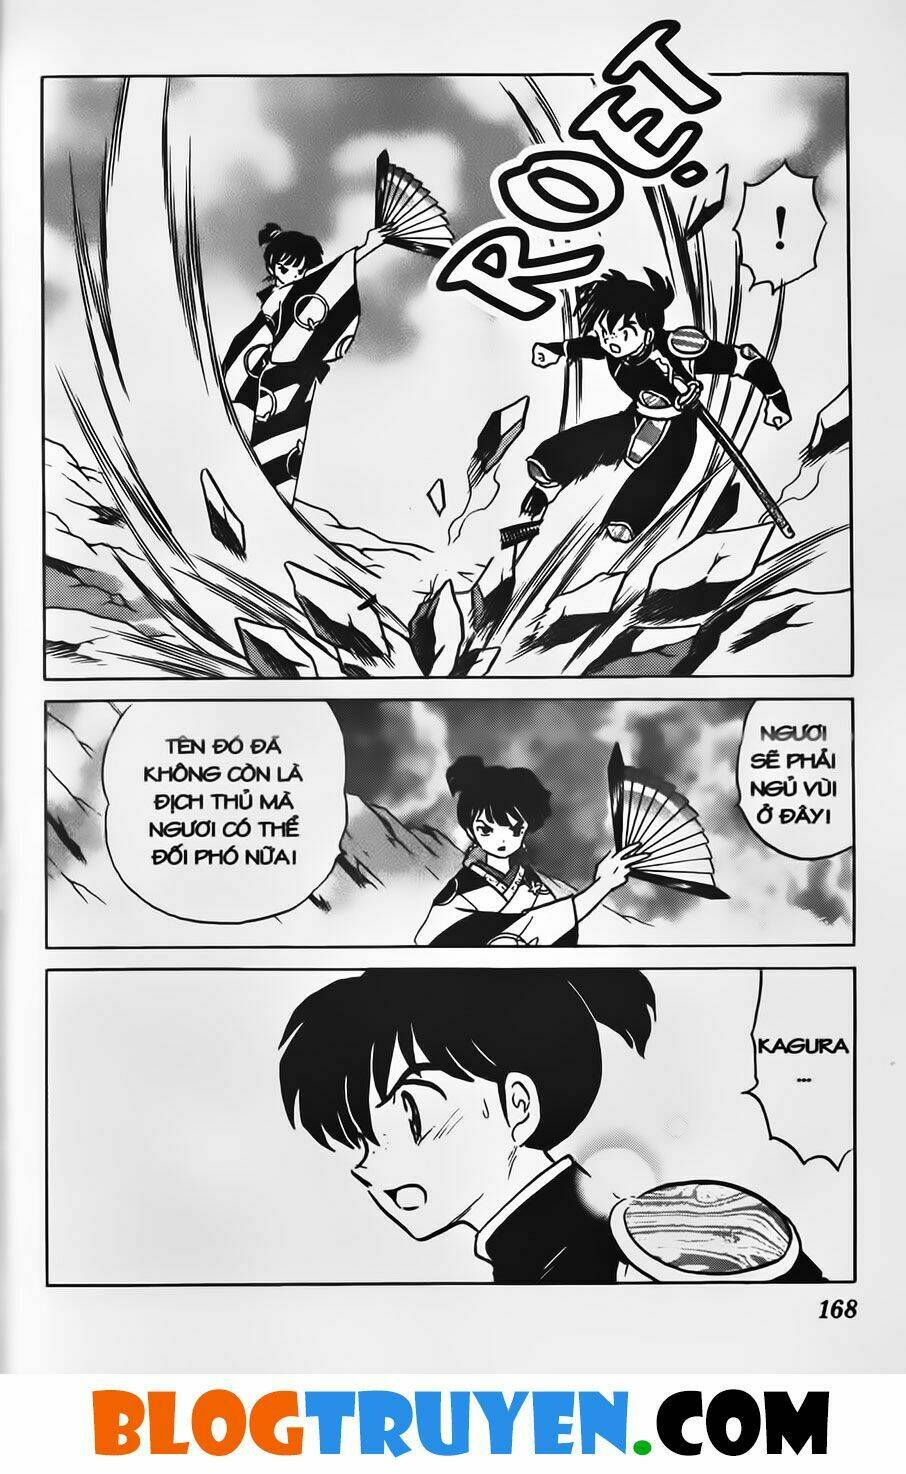 ROET
!
NGƯƠI
SẼ PHẢI
NGỦ VÙI
Ở ĐÂY!
TÊN ĐÓ ĐÃ
KHÔNG CÒN LÀ
ĐỊCH THỦ MÀ
NGƯƠI CÓ THỂ
ĐỐI PHÓ NỮA!
KAGURA
...
168
BLOGTRUYEN.COM